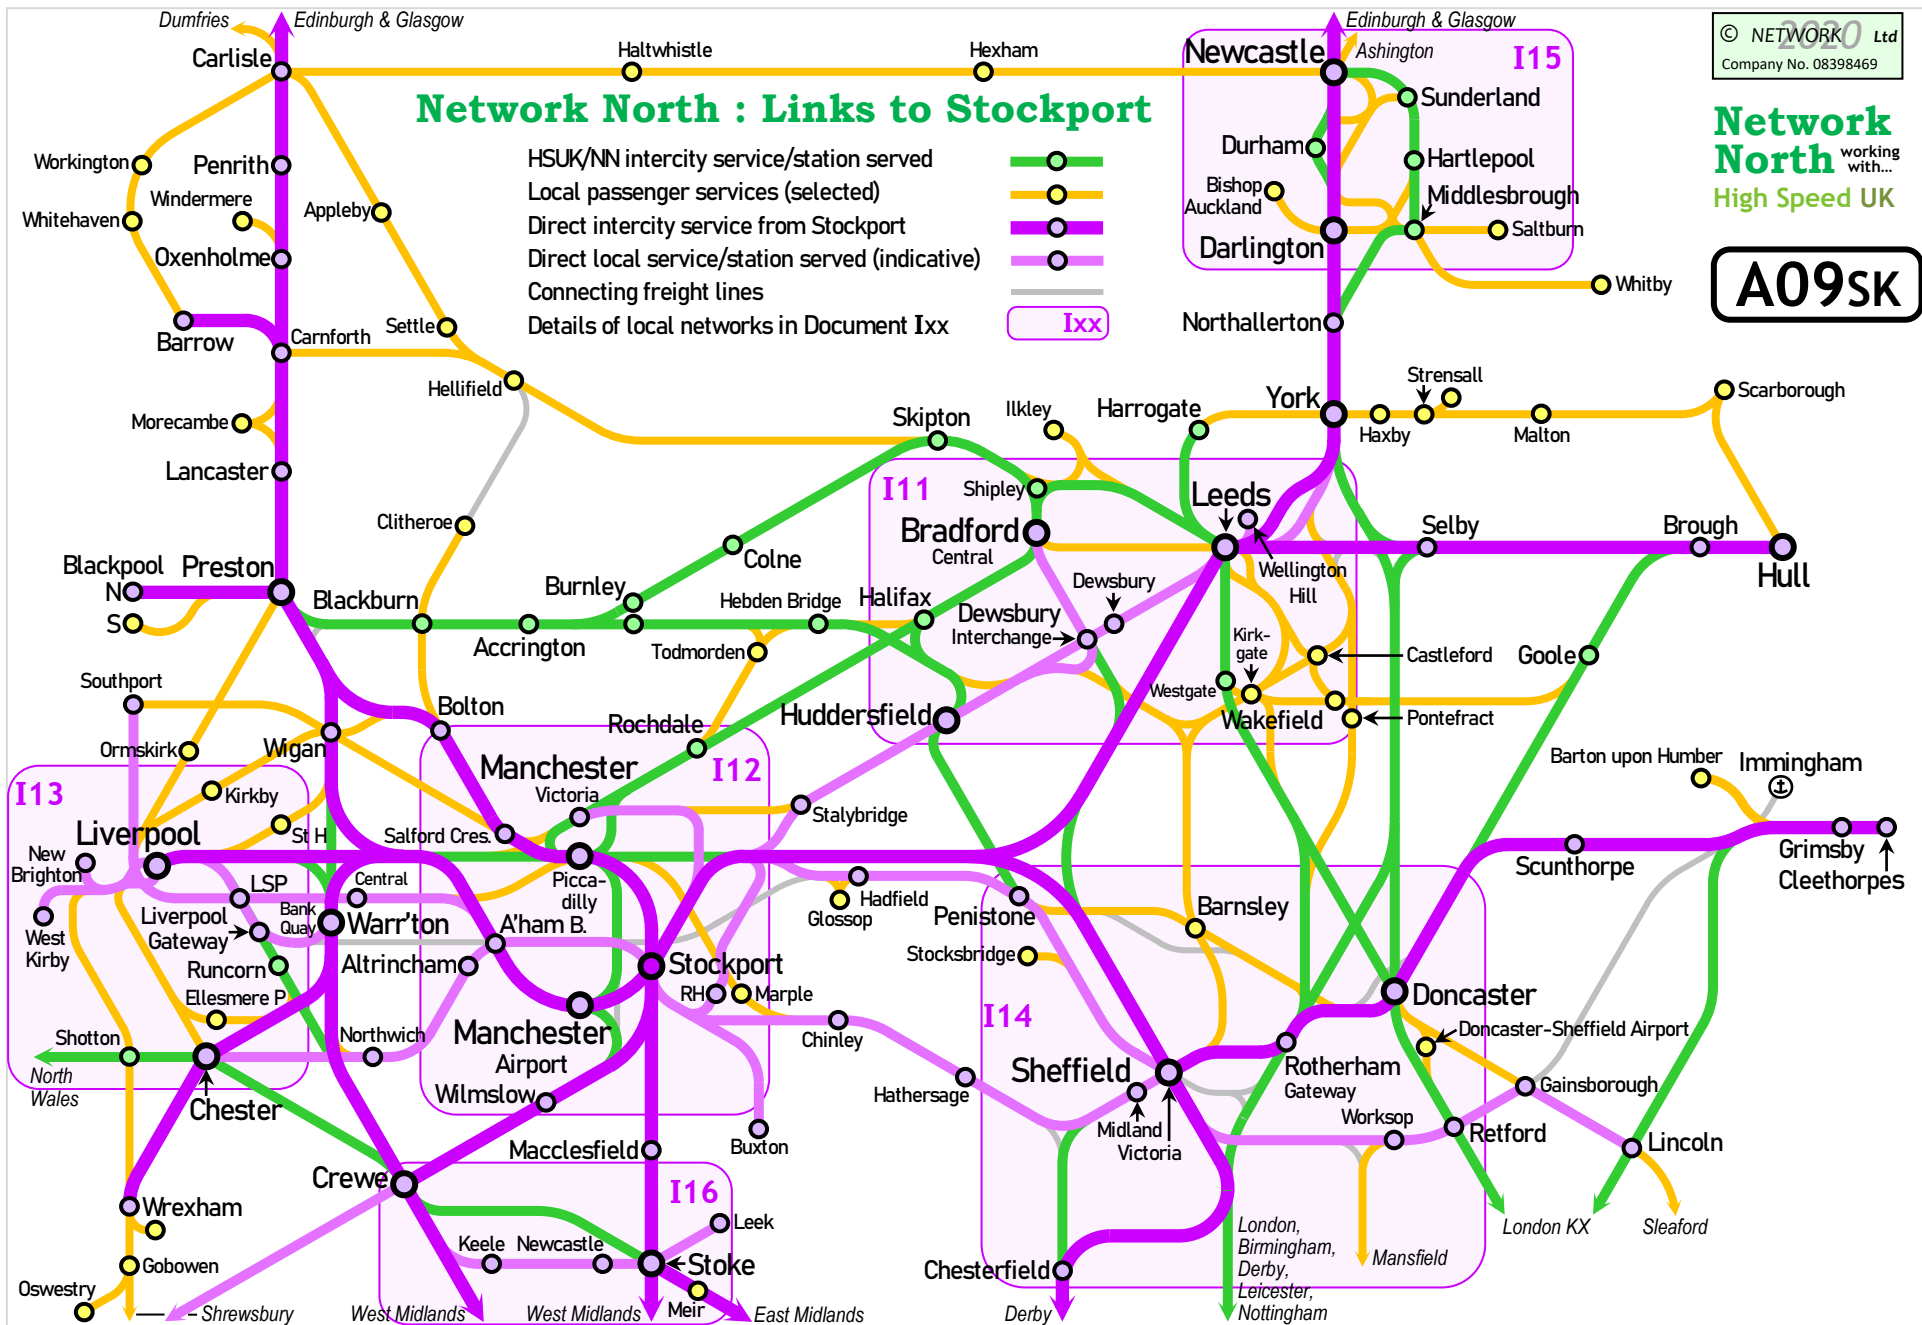 Dumfries
Edinburgh & Glasgow
Edinburgh & Glasgow
Ashington
© NETWORK 2020 Ltd
Company No. 08398469
Carlisle
Haltwhistle
Hexham
Newcastle
I15
Network North : Links to Stockport
Sunderland
Network
North working
with...
High Speed UK
HSUK/NN intercity service/station served
Local passenger services (selected)
Direct intercity service from Stockport
Direct local service/station served (indicative)
Connecting freight lines
Details of local networks in Document Ixx
Ixx
Durham
Hartlepool
Bishop
Auckland
Middlesbrough
Darlington
Saltburn
Whitby
A09SK
Workington
Penrith
Windermere
Whitehaven
Appleby
Oxenholme
Barrow
Carnforth
Settle
Northallerton
Hellifield
Morecambe
Lancaster
Skipton
Ilkley
Harrogate
York
Strensall
Haxby
Malton
Scarborough
Clitheroe
I11
Shipley
Leeds
Bradford
Central
Selby
Brough
Hull
Colne
Wellington
Hill
Blackpool
N
S
Preston
Blackburn
Burnley
Accrington
Hebden Bridge
Halifax
Dewsbury
Dewsbury
Interchange
Todmorden
Kirk-
gate
Castleford
Goole
Westgate
Wakefield
Pontefract
Southport
Bolton
Rochdale
Huddersfield
Ormskirk
Wigan
Manchester
Victoria
I12
Barton upon Humber
Immingham
I13
Kirkby
Liverpool
St H
Salford Cres.
Stalybridge
New
Brighton
LSP
Central
Picca-
dilly
Hadfield
Glossop
Penistone
Barnsley
Scunthorpe
Grimsby
Cleethorpes
West
Kirby
Liverpool
Gateway
Bank
Quay
Warr'ton
A'ham B.
Stocksbridge
Runcorn
Altrincham
Stockport
Ellesmere P
RH
Marple
Doncaster
Manchester
Airport
I14
Shotton
Northwich
Chinley
Doncaster-Sheffield Airport
North
Wales
Chester
Wilmslow
Hathersage
Sheffield
Rotherham
Gateway
Gainsborough
Midland
Victoria
Worksop
Retford
Lincoln
Buxton
Macclesfield
Crewe
I16
Wrexham
Leek
Keele
Newcastle
Stoke
Gobowen
Oswestry
Meir
Chesterfield
Shrewsbury
West Midlands
West Midlands
East Midlands
Derby
London,
Birmingham,
Derby,
Leicester,
Nottingham
Mansfield
London KX
Sleaford